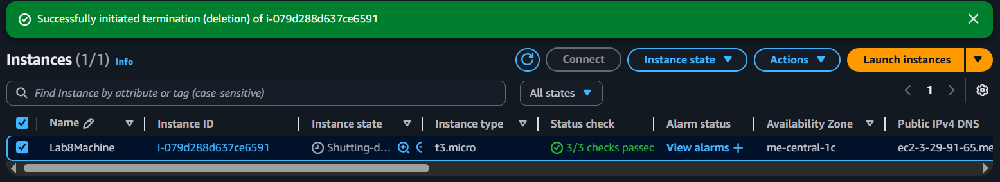 Successfully initiated termination (deletion) of i-079d288d637ce6591
Instances (1/1) Info
Connect
Instance state
Actions
Launch instances
Find Instance by attribute or tag (case-sensitive)
All states
1
Name Instance ID Instance state Instance type Status check Alarm status Availability Zone Public IPv4 DNS
Lab8Machine i-079d288d637ce6591 Shutting-d... t3.micro 3/3 checks passed View alarms + me-central-1c ec2-3-29-91-65.me